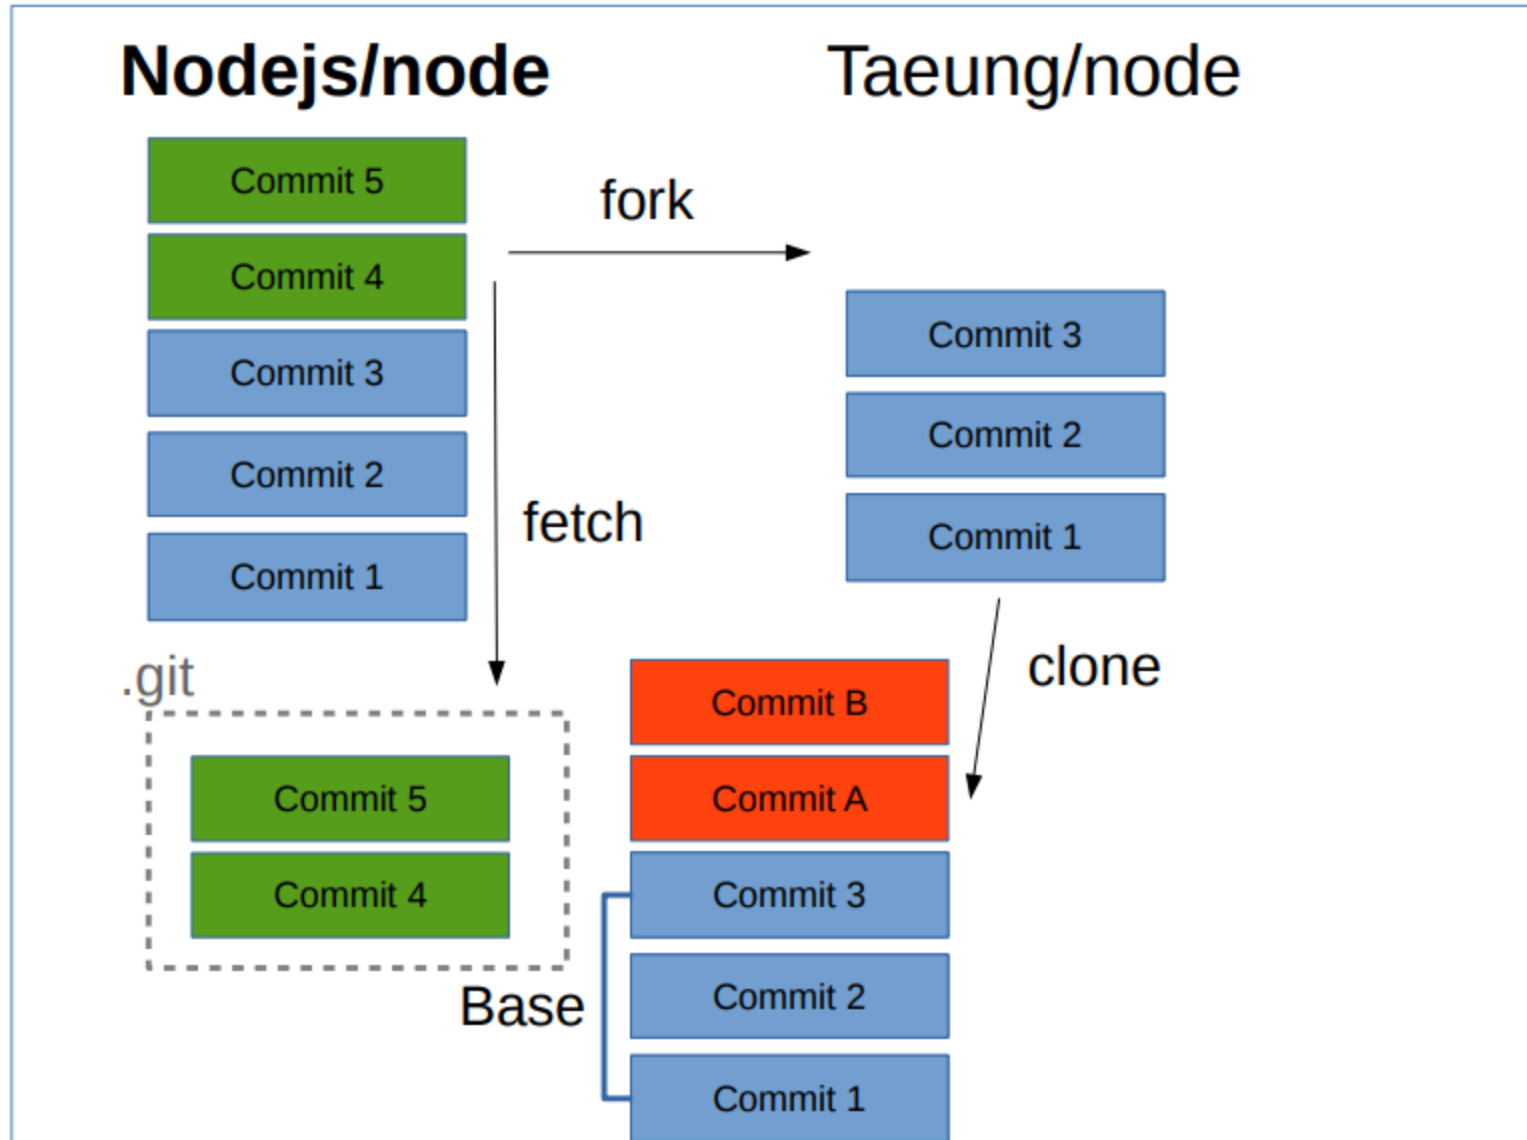 Nodejs/node
Taeung/node
Commit 5
Commit 4
Commit 3
Commit 2
Commit 1
fork
fetch
Commit 3
Commit 2
Commit 1
clone
.git
Commit 5
Commit 4
Base
Commit B
Commit A
Commit 3
Commit 2
Commit 1